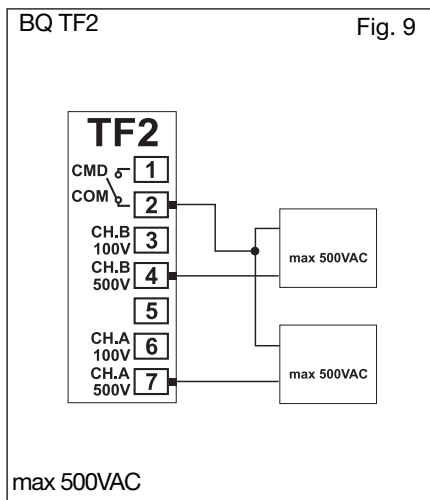 BQ TF2
Fig. 9
TF2
CMD
1
COM
2
CH.B
100V
3
CH.B
500V
4
5
CH.A
100V
6
CH.A
500V
7
max 500VAC
max 500VAC
max 500VAC